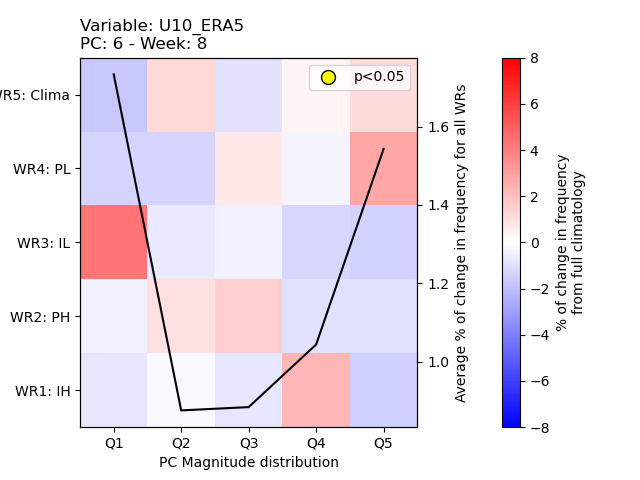 Variable: U10_ERA5
PC: 6 - Week: 8
p<0.05
WR5: Clima
WR4: PL
WR3: IL
WR2: PH
WR1: IH
Q1 Q2 Q3 Q4 Q5
PC Magnitude distribution
1.6
1.4
1.2
1.0
Average % of change in frequency for all WRs
8
6
4
2
0
−2
−4
−6
−8
% of change in frequency
from full climatology